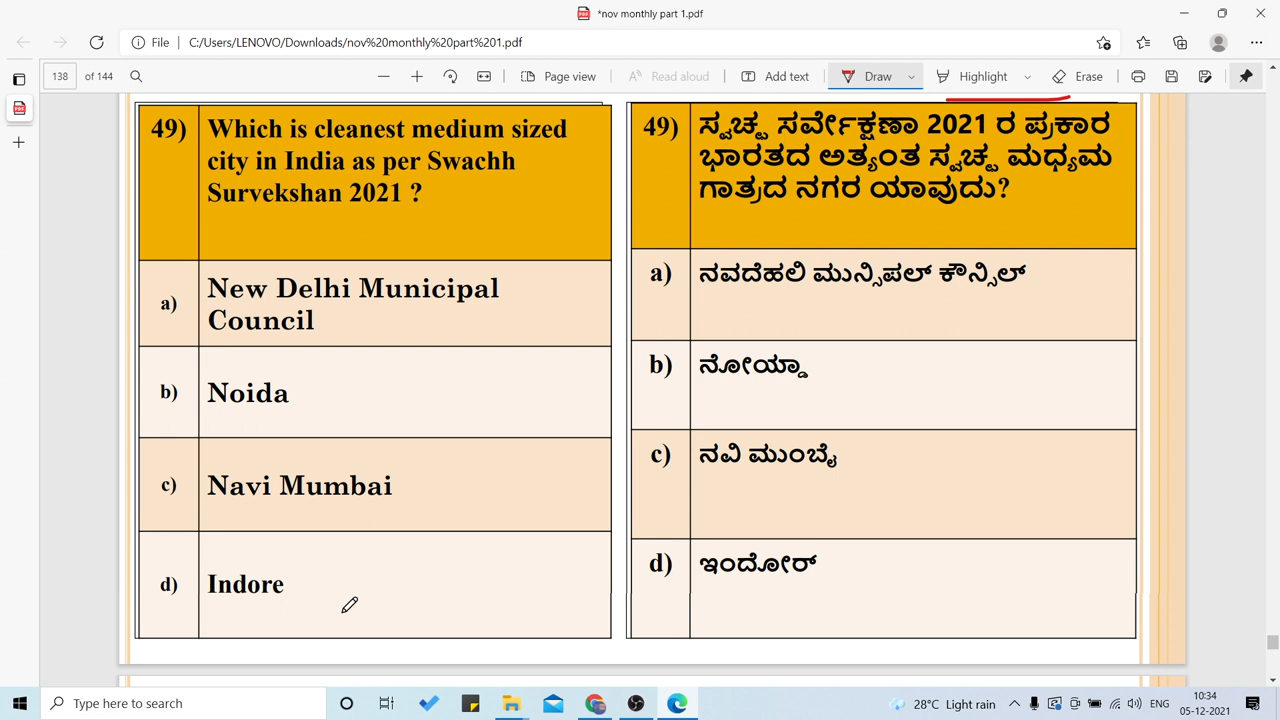 *nov monthly part 1.pdf
File
C:/Users/LENOVO/Downloads/nov%20monthly%20part%201.pdf
138 of 144
Page view
Read aloud
Add text
Draw
Highlight
Erase
49) Which is cleanest medium sized
city in India as per Swachh
Survekshan 2021 ?
a) New Delhi Municipal
Council
b) Noida
c) Navi Mumbai
d) Indore
49) ಸ್ವಚ್ಛ ಸರ್ವೇಕ್ಷಣಾ 2021 ರ ಪ್ರಕಾರ
ಭಾರತದ ಅತ್ಯಂತ ಸ್ವಚ್ಛ ಮಧ್ಯಮ
ಗಾತ್ರದ ನಗರ ಯಾವುದು?
a) ನವದೆಹಲಿ ಮುನ್ಸಿಪಲ್ ಕೌನ್ಸಿಲ್
b) ನೋಯ್ಡಾ
c) ನವಿ ಮುಂಬೈ
d) ಇಂದೋರ್
Type here to search
28°C Light rain
ENG
10:34
05-12-2021